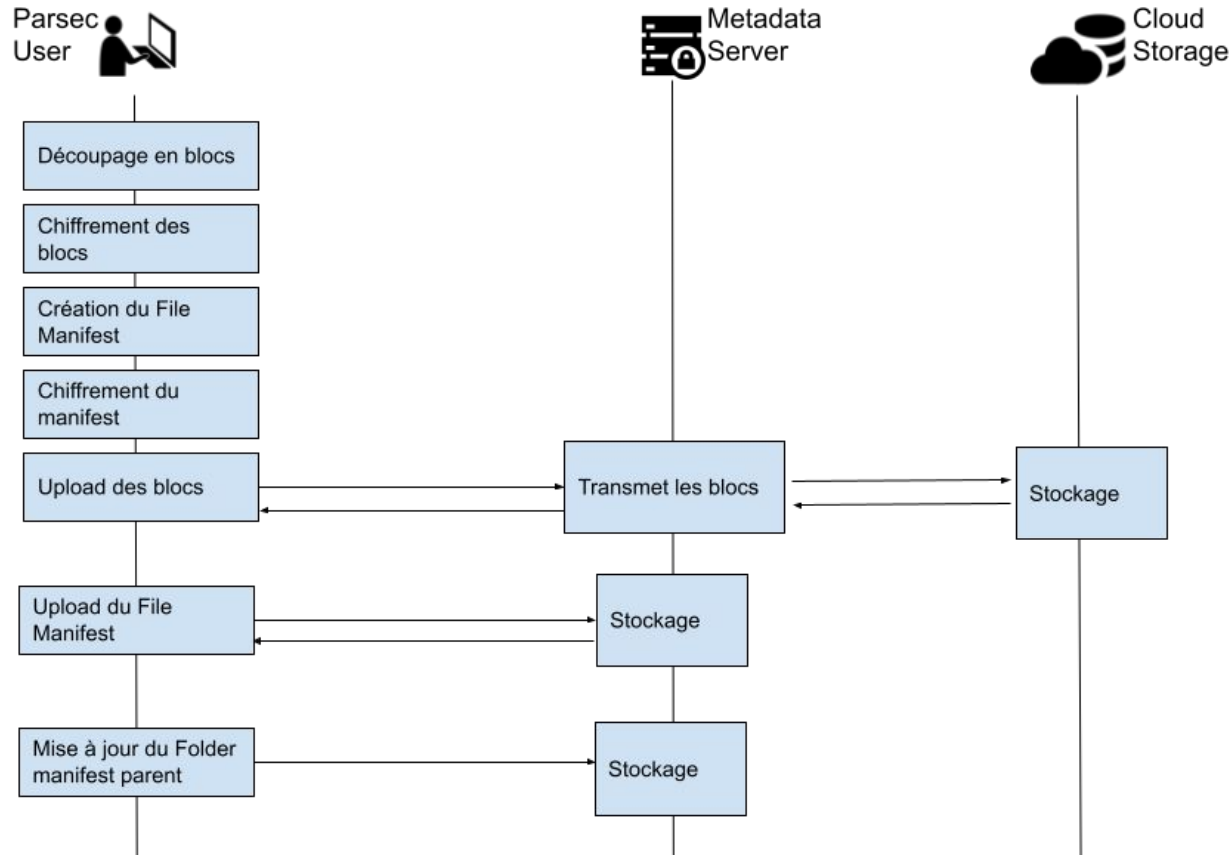 Parsec
User
Metadata
Server
Cloud
Storage
Découpage en blocs
Chiffrement des
blocs
Création du File
Manifest
Chiffrement du
manifest
Upload des blocs
Transmet les blocs
Stockage
Upload du File
Manifest
Stockage
Mise à jour du Folder
manifest parent
Stockage